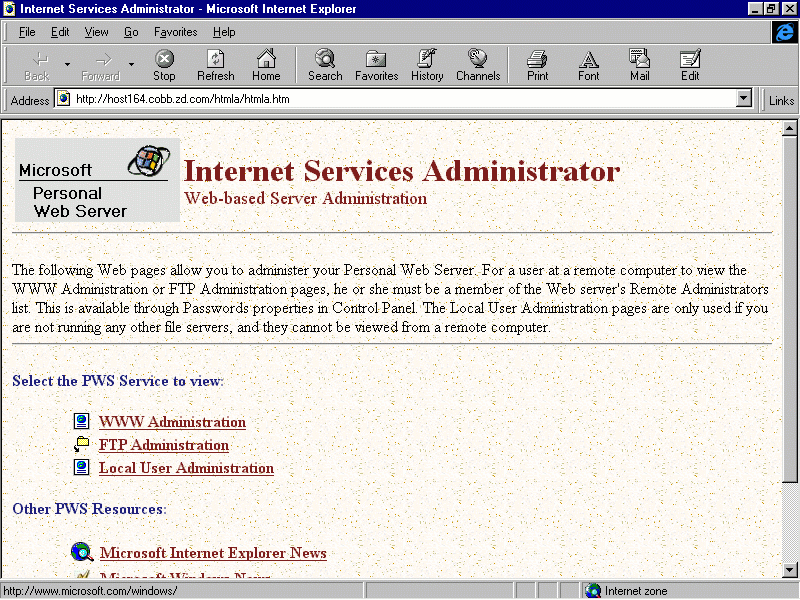 Internet Services Administrator - Microsoft Internet Explorer
File Edit View Go Favorites Help
Back Forward Stop Refresh Home Search Favorites History Channels Print Font Mail Edit
Address http://host164.cobb.zd.com/htmla/htmla.htm Links
Microsoft
Personal
Web Server
Internet Services Administrator
Web-based Server Administration
The following Web pages allow you to administer your Personal Web Server. For a user at a remote computer to view the
WWW Administration or FTP Administration pages, he or she must be a member of the Web server's Remote Administrators
list. This is available through Passwords properties in Control Panel. The Local User Administration pages are only used if you
are not running any other file servers, and they cannot be viewed from a remote computer.
Select the PWS Service to view:
WWW Administration
FTP Administration
Local User Administration
Other PWS Resources:
Microsoft Internet Explorer News
Microsoft Windows News
http://www.microsoft.com/windows/ Internet zone